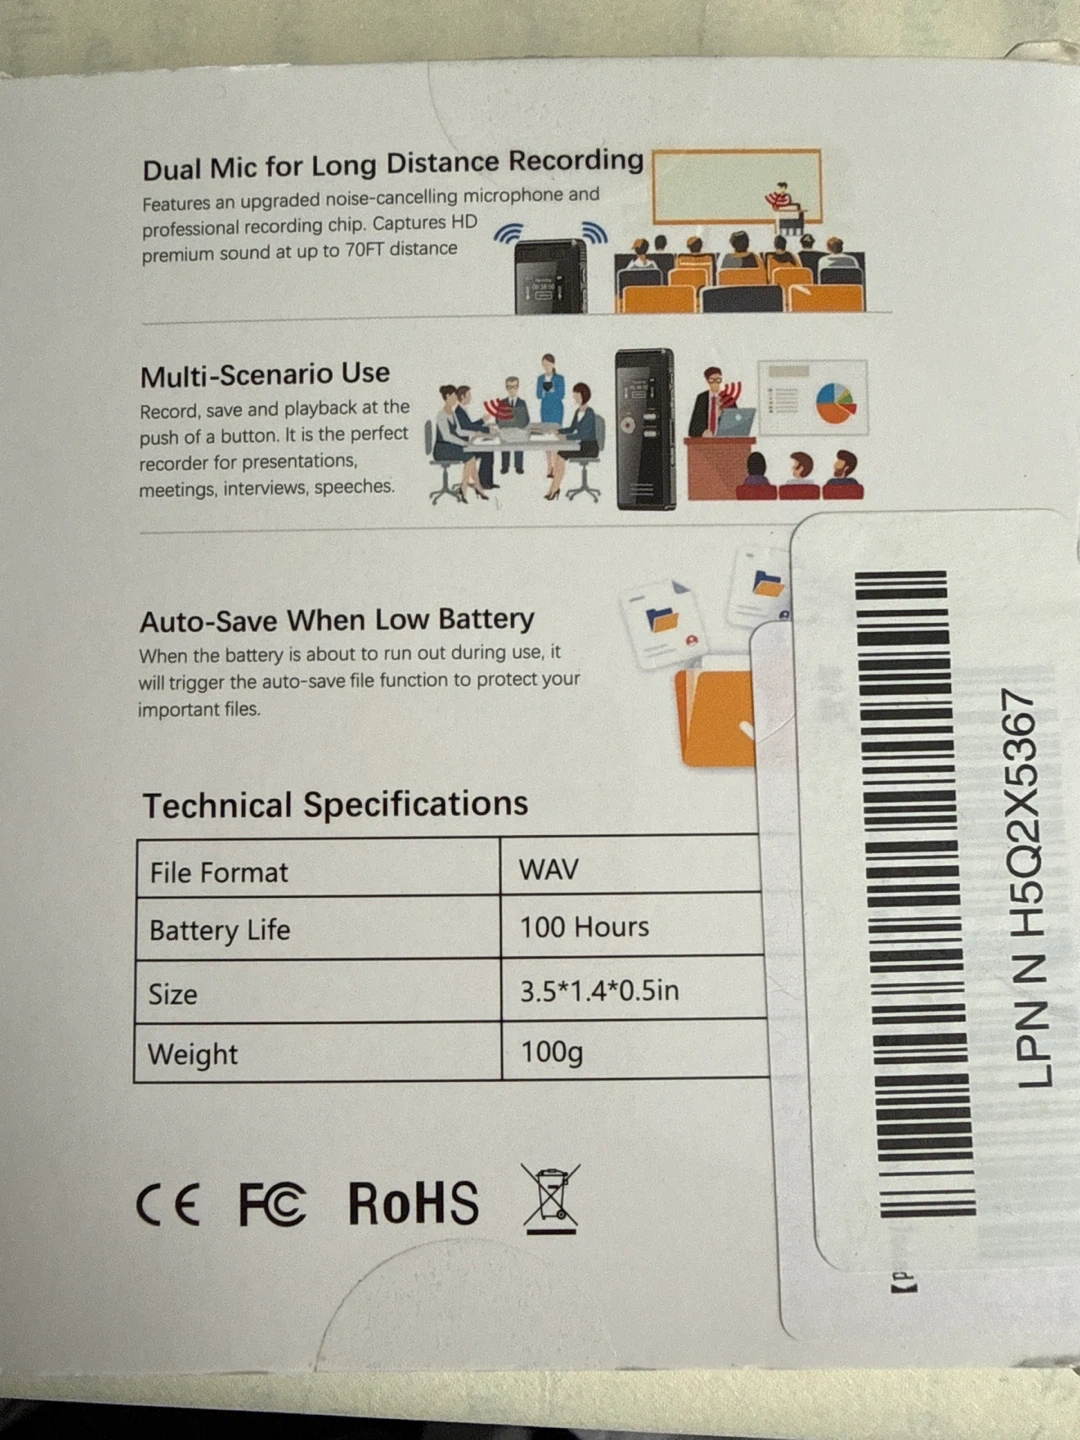 Dual Mic for Long Distance Recording
Features an upgraded noise-cancelling microphone and
professional recording chip. Captures HD
premium sound at up to 70FT distance
Multi-Scenario Use
Record, save and playback at the
push of a button. It is the perfect
recorder for presentations,
meetings, interviews, speeches.
Auto-Save When Low Battery
When the battery is about to run out during use, it
will trigger the auto-save file function to protect your
important files.
Technical Specifications
File Format WAV
Battery Life 100 Hours
Size 3.5*1.4*0.5in
Weight 100g
CE FC RoHS
LPN N H5Q2X5367